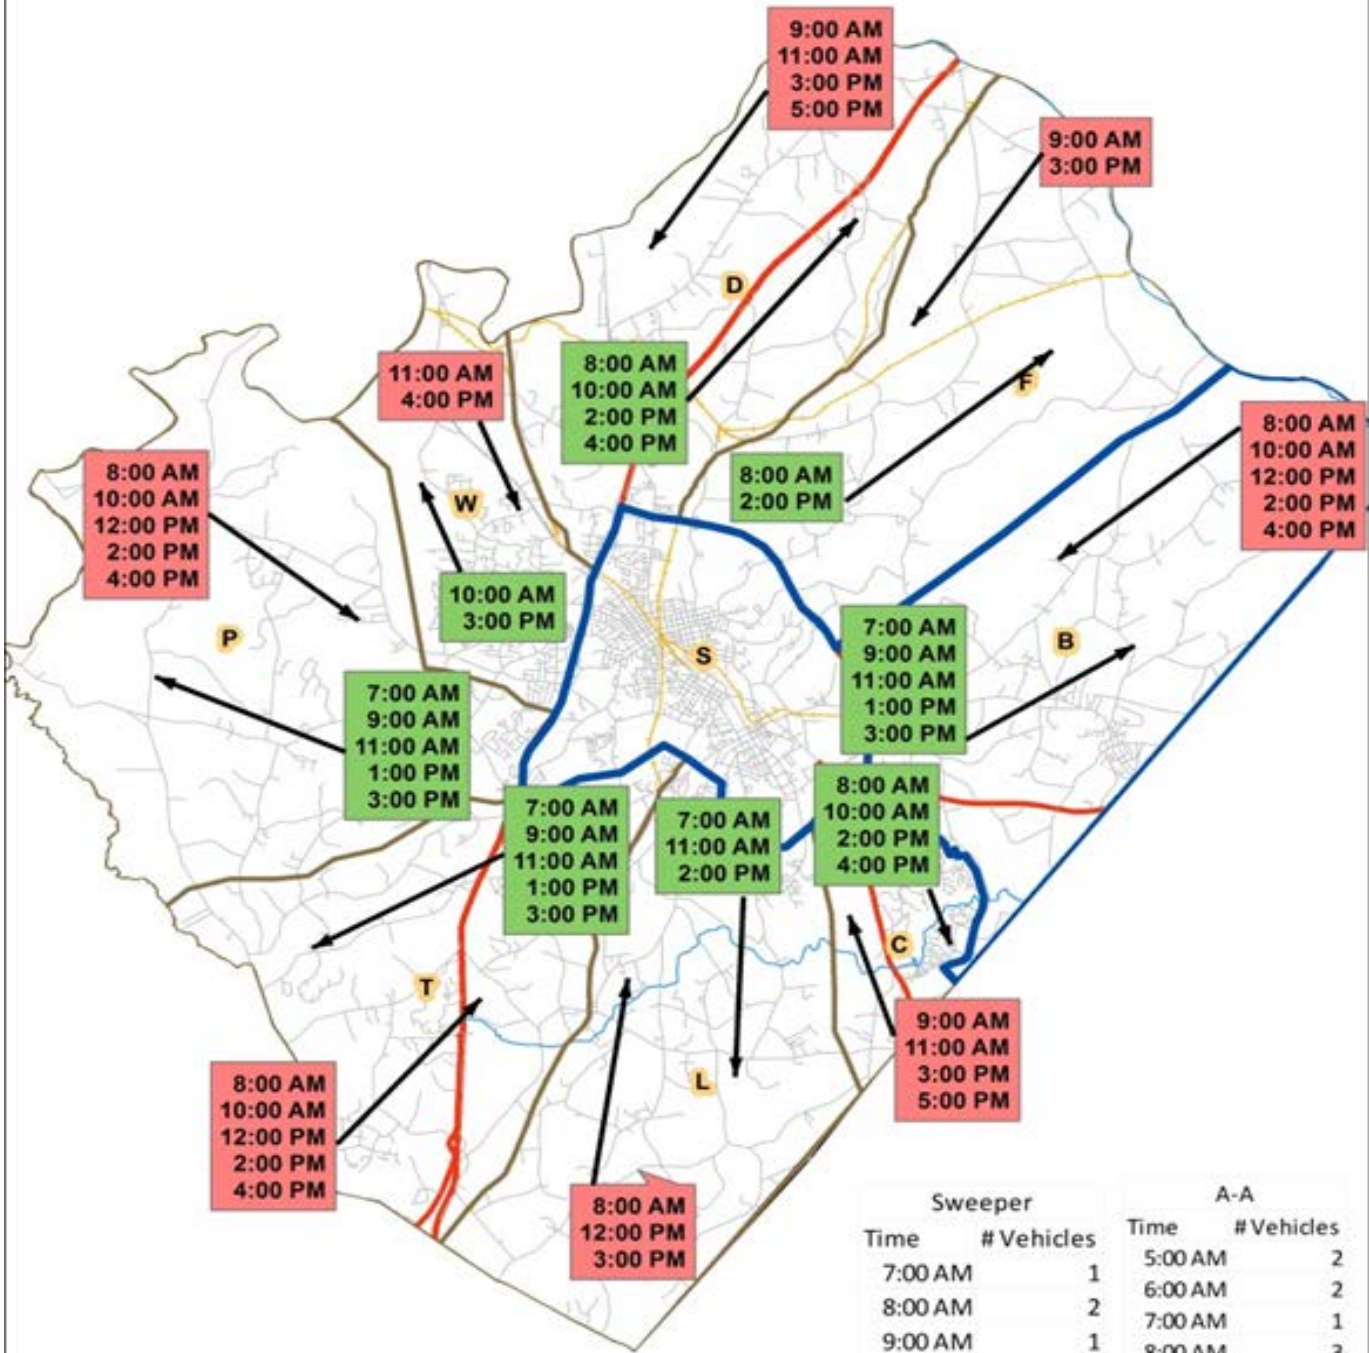 9:00 AM
11:00 AM
3:00 PM
5:00 PM
9:00 AM
3:00 PM
D
8:00 AM
10:00 AM
2:00 PM
4:00 PM
11:00 AM
4:00 PM
F
8:00 AM
10:00 AM
12:00 PM
2:00 PM
4:00 PM
8:00 AM
2:00 PM
8:00 AM
10:00 AM
12:00 PM
2:00 PM
4:00 PM
W
10:00 AM
3:00 PM
P
S
7:00 AM
9:00 AM
11:00 AM
1:00 PM
3:00 PM
B
7:00 AM
9:00 AM
11:00 AM
1:00 PM
3:00 PM
7:00 AM
9:00 AM
11:00 AM
1:00 PM
3:00 PM
7:00 AM
11:00 AM
2:00 PM
8:00 AM
10:00 AM
2:00 PM
4:00 PM
C
T
9:00 AM
11:00 AM
3:00 PM
5:00 PM
L
8:00 AM
10:00 AM
12:00 PM
2:00 PM
4:00 PM
8:00 AM
12:00 PM
3:00 PM
Sweeper
Time # Vehicles
7:00 AM 1
8:00 AM 2
9:00 AM 1
A-A
Time # Vehicles
5:00 AM 2
6:00 AM 2
7:00 AM 1
8:00 AM 3